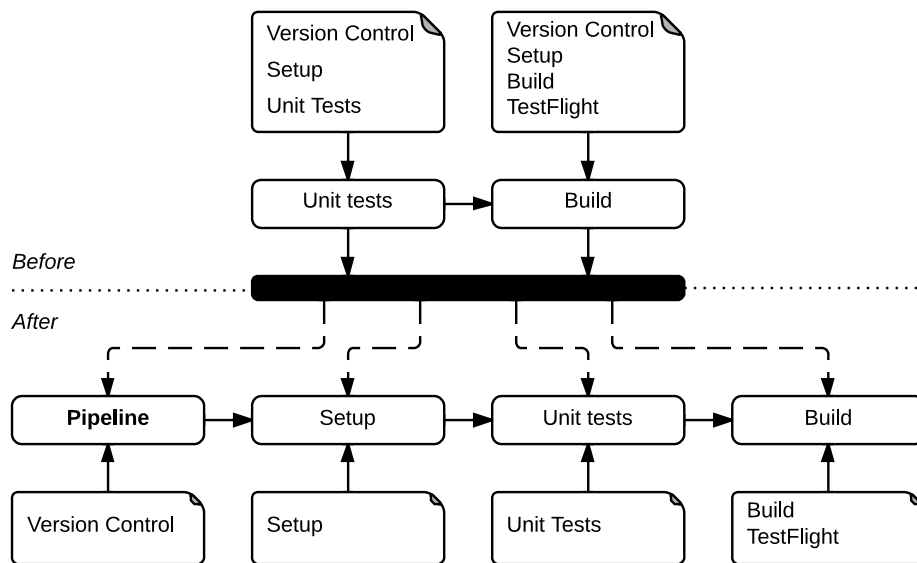 Version Control
Setup
Unit Tests
Version Control
Setup
Build
TestFlight
Unit tests
Build
Before
After
Pipeline
Setup
Unit tests
Build
Version Control
Setup
Unit Tests
Build
TestFlight